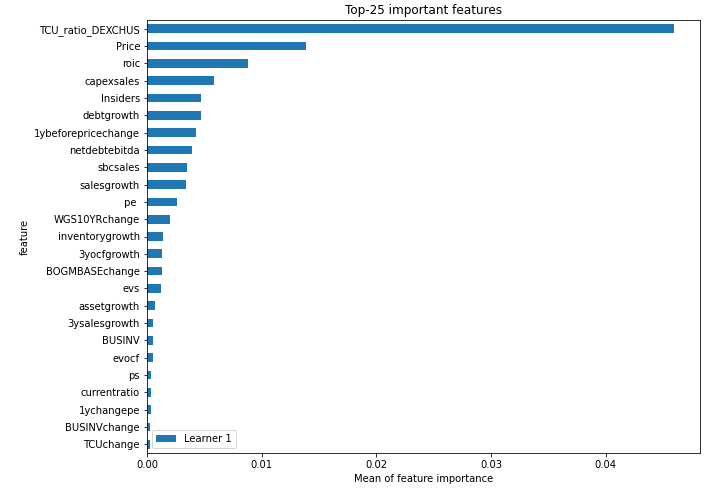 Top-25 important features
TCU_ratio_DEXCHUS
Price
roic
capexsales
Insiders
debtgrowth
1ybeforepricechange
netdebtebitda
sbcsales
salesgrowth
pe
WGS10YRchange
inventorygrowth
3yocfgrowth
BOGMBASEchange
evs
assetgrowth
3ysalesgrowth
BUSINV
evocf
ps
currentratio
1ychangepe
BUSINVchange
TCUchange
feature
Learner 1
0.00 0.01 0.02 0.03 0.04
Mean of feature importance